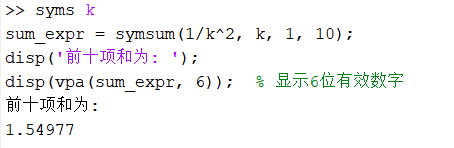 >> syms k
sum_expr = symsum(1/k^2, k, 1, 10);
disp('前十项和为: ');
disp(vpa(sum_expr, 6));  % 显示6位有效数字
前十项和为:
1.54977